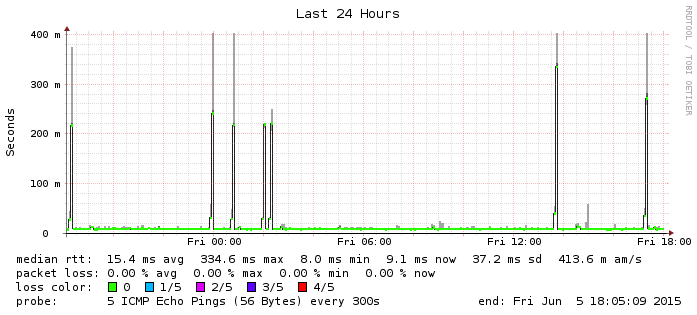 Last 24 Hours
RRDTOOL / TOBI OETIKER
Seconds
400 m
300 m
200 m
100 m
0
Fri 00:00 Fri 06:00 Fri 12:00 Fri 18:00
median rtt: 15.4 ms avg 334.6 ms max 8.0 ms min 9.1 ms now 37.2 ms sd 413.6 m am/s
packet loss: 0.00 % avg 0.00 % max 0.00 % min 0.00 % now
loss color: 0 1/5 2/5 3/5 4/5
probe: 5 ICMP Echo Pings (56 Bytes) every 300s end: Fri Jun 5 18:05:09 2015